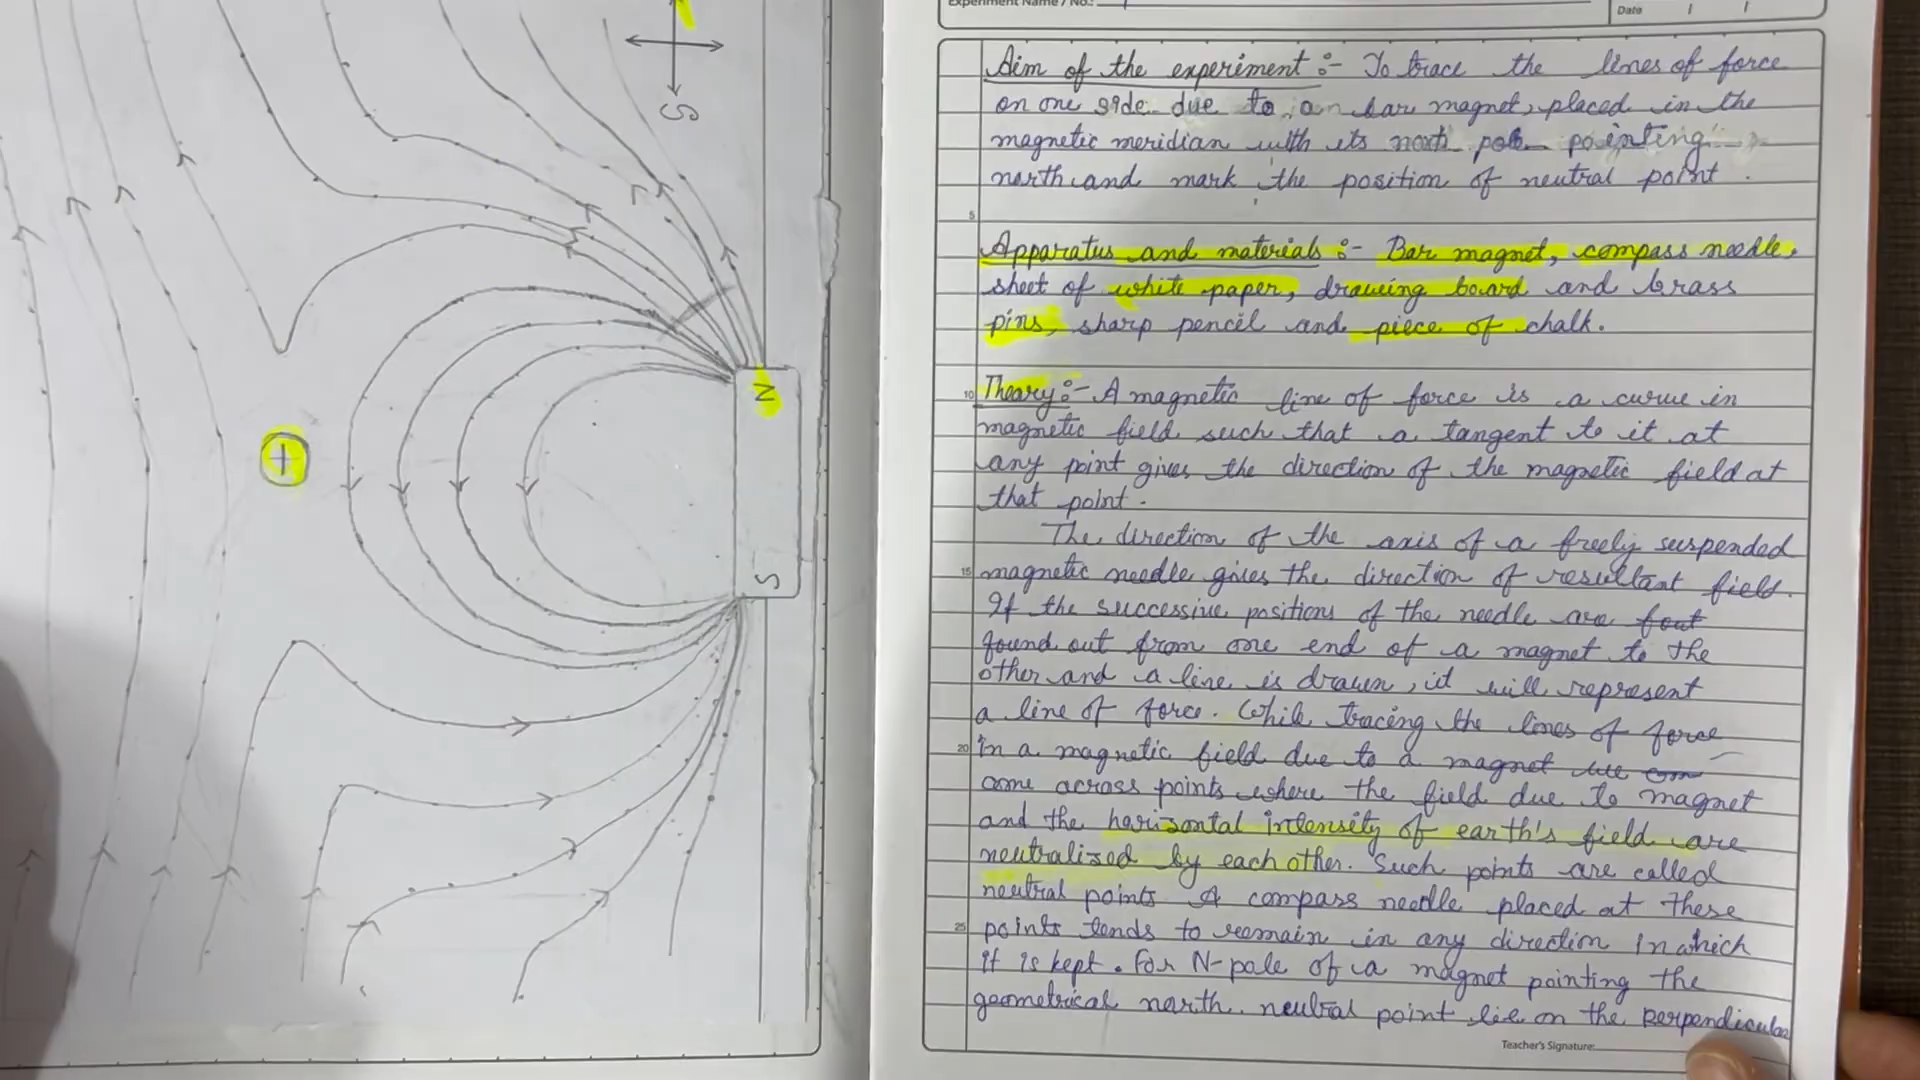 S
N
S
Experiment Name / No.:
Date
Aim of the experiment :- To trace the lines of force
on one side due to an bar magnet, placed in the
magnetic meridian with its north pole pointing
north and mark the position of neutral point .
5
Apparatus and materials :- Bar magnet, compass needle,
sheet of white paper, drawing board and brass
pins, sharp pencil and piece of chalk.
10 Theory :- A magnetic line of force is a curve in
magnetic field such that a tangent to it at
any point gives the direction of the magnetic field at
that point .
The direction of the axis of a freely suspended
15 magnetic needle gives the direction of resultant field.
If the successive positions of the needle are fout
found out from one end of a magnet to the
other and a line is drawn, it will represent
a line of force. While tracing the lines of force
20 in a magnetic field due to a magnet we com
come across points where the field due to magnet
and the horizontal intensity of earth's field are
neutralized by each other. Such points are called
neutral points A compass needle placed at these
25 points tends to remain in any direction in which
it is kept. For N-pole of a magnet pointing the
geometrical north. neutral point lie on the perpendicular
Teacher's Signature: